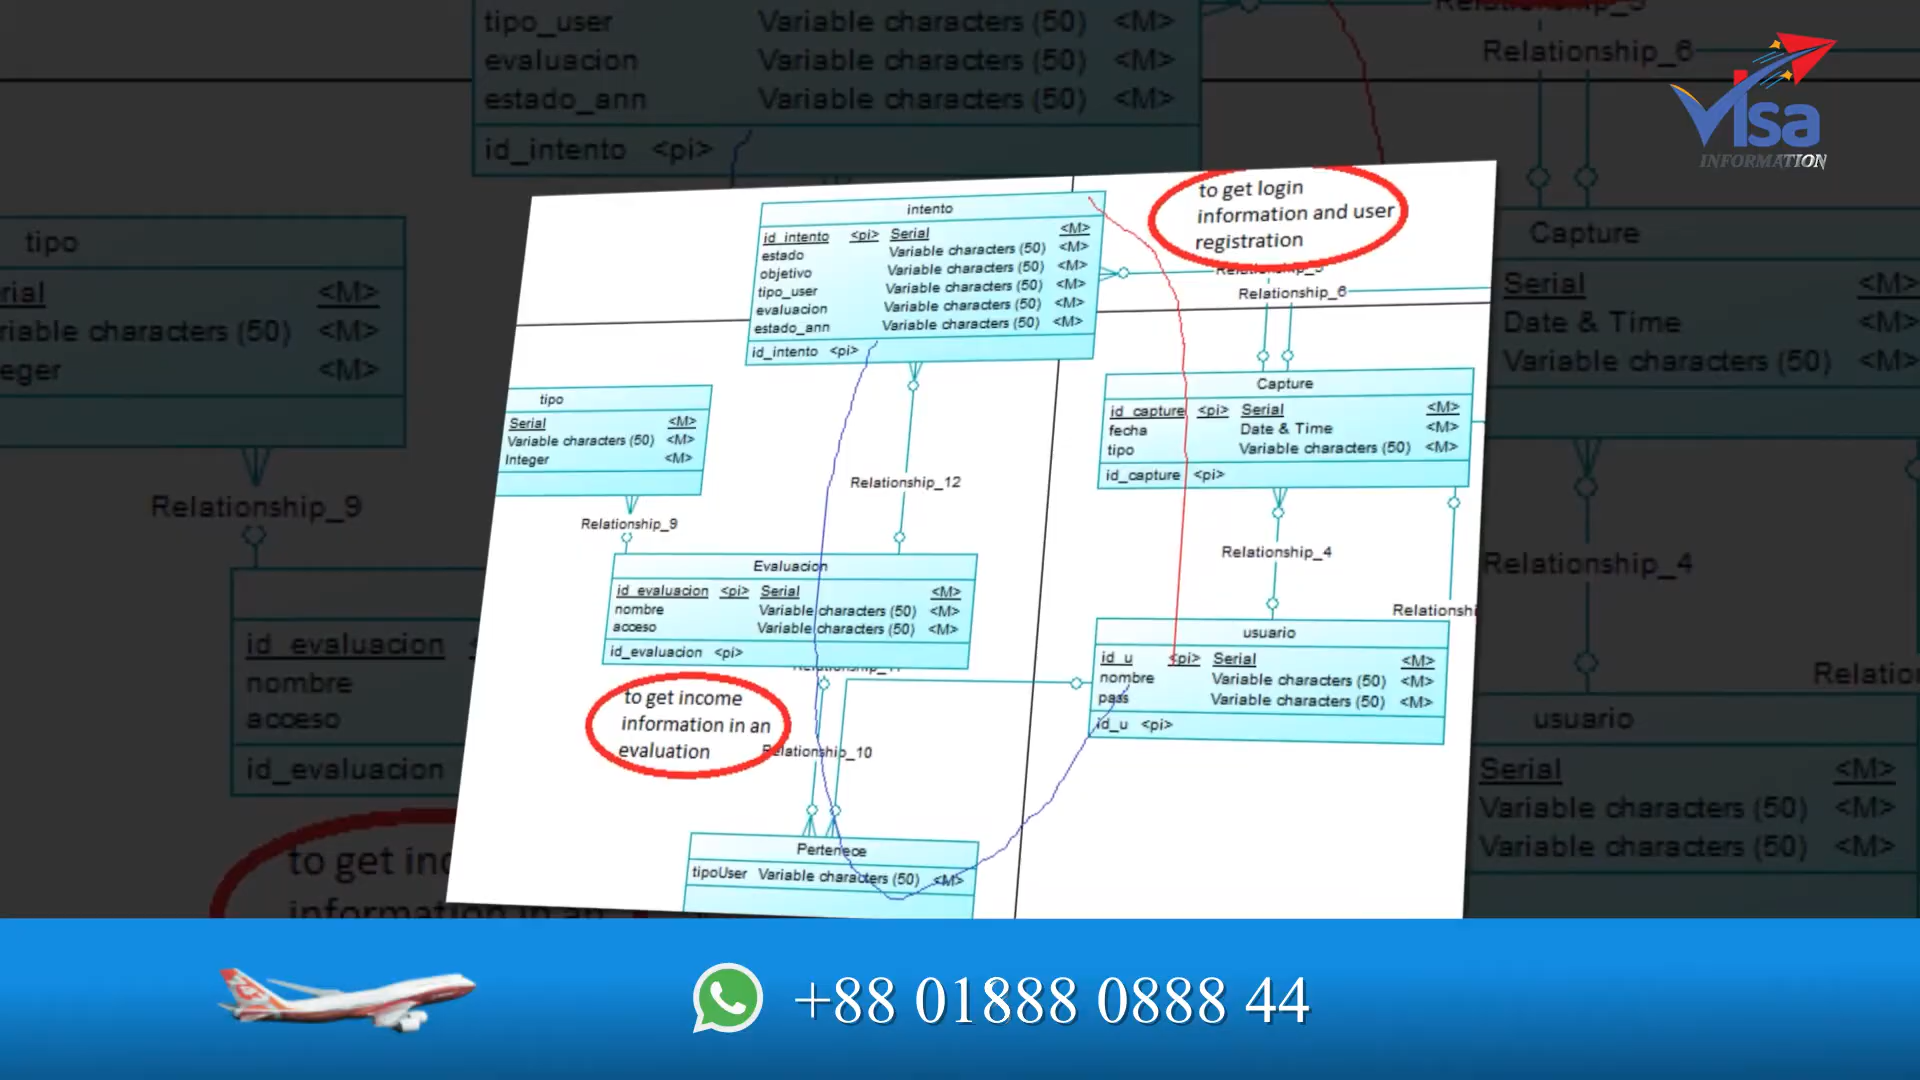 tipo_user Variable characters (50) <M>
evaluacion Variable characters (50) <M>
estado_ann Variable characters (50) <M>
id_intento <pi>
Relationship_6
Visa
INFORMATION
tipo
<M>
characters (50) <M>
<M>
Relationship_9
id_evaluacion
nombre
acceso
id_evaluacion
to get
information in an
Capture
Serial <M>
Date & Time <M>
Variable characters (50) <M>
Relationship_4
usuario
Serial <M>
Variable characters (50) <M>
Variable characters (50) <M>
intento
id_intento <pi> Serial <M>
estado Variable characters (50) <M>
objetivo Variable characters (50) <M>
tipo_user Variable characters (50) <M>
evaluacion Variable characters (50) <M>
estado_ann Variable characters (50) <M>
id_intento <pi>
to get login
information and user
registration
Relationship_6
tipo
Serial <M>
Variable characters (50) <M>
Integer <M>
Relationship_9
Relationship_12
Capture
id_capture <pi> Serial <M>
fecha Date & Time <M>
tipo Variable characters (50) <M>
id_capture <pi>
Relationship_4
Evaluacion
id_evaluacion <pi> Serial <M>
nombre Variable characters (50) <M>
acceso Variable characters (50) <M>
id_evaluacion <pi>
usuario
id_u <pi> Serial <M>
nombre Variable characters (50) <M>
pass Variable characters (50) <M>
id_u <pi>
to get income
information in an
evaluation
Relationship_10
Pertenece
tipoUser Variable characters (50) <M>
743
+88 01888 0888 44